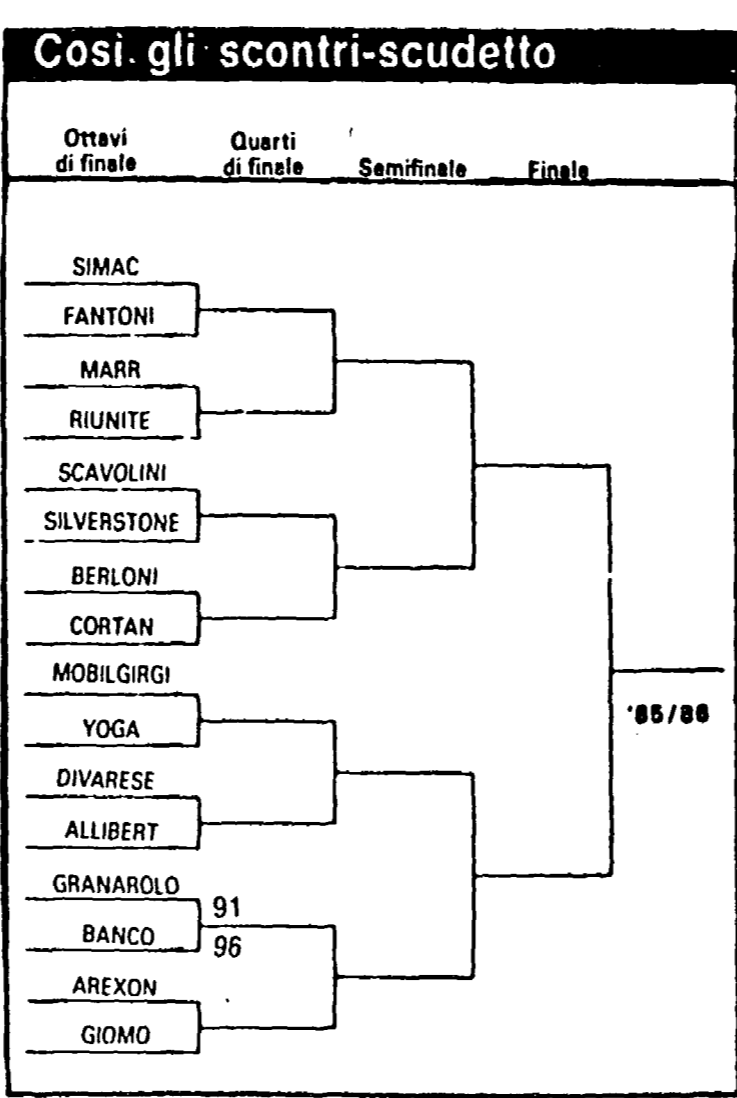 Così gli scontri-scudetto
Ottavi
di finale
Quarti
di finale
Semifinale
Finale
SIMAC
FANTONI
MARR
RIUNITE
SCAVOLINI
SILVERSTONE
BERLONI
CORTAN
MOBILGIRGI
YOGA
DIVARESE
ALLIBERT
GRANAROLO
91
BANCO
96
AREXON
GIOMO
'85/86